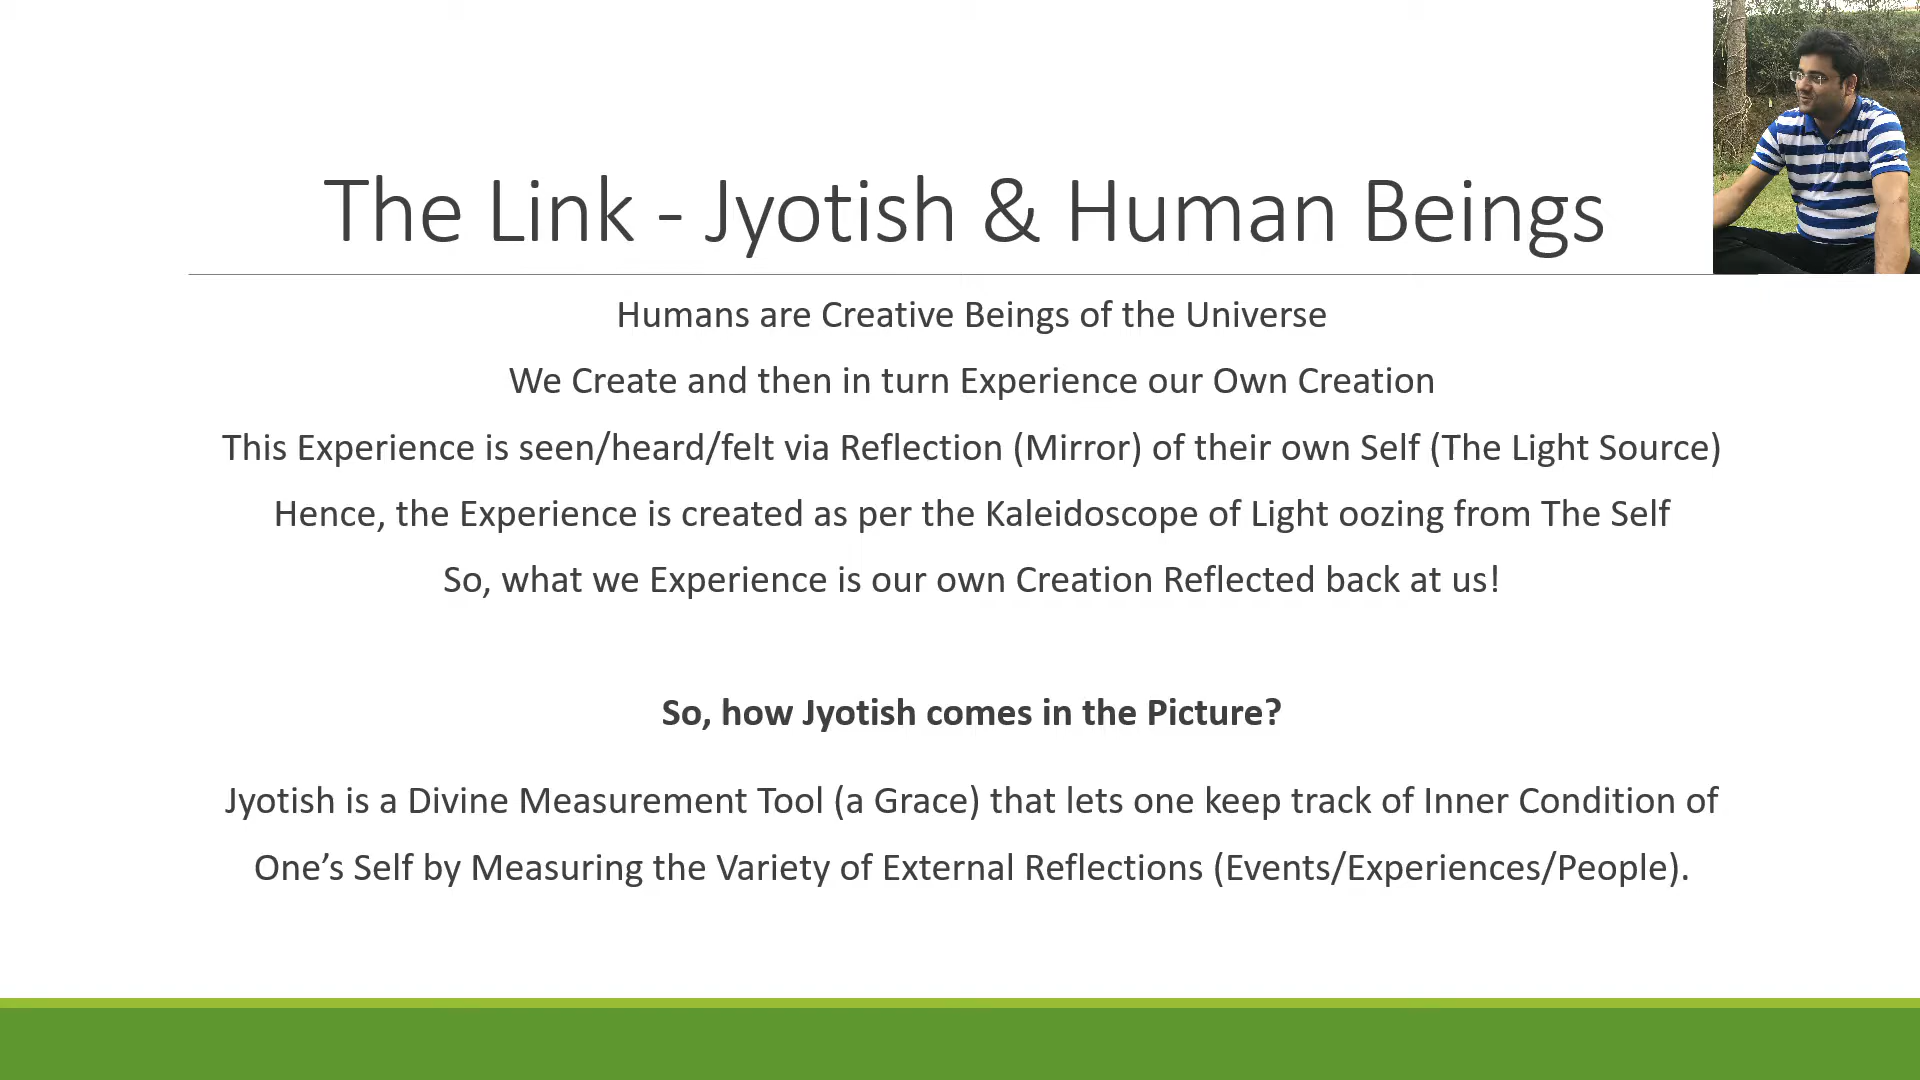 The Link - Jyotish & Human Beings
Humans are Creative Beings of the Universe
We Create and then in turn Experience our Own Creation
This Experience is seen/heard/felt via Reflection (Mirror) of their own Self (The Light Source)
Hence, the Experience is created as per the Kaleidoscope of Light oozing from The Self
So, what we Experience is our own Creation Reflected back at us!
So, how Jyotish comes in the Picture?
Jyotish is a Divine Measurement Tool (a Grace) that lets one keep track of Inner Condition of
One’s Self by Measuring the Variety of External Reflections (Events/Experiences/People).